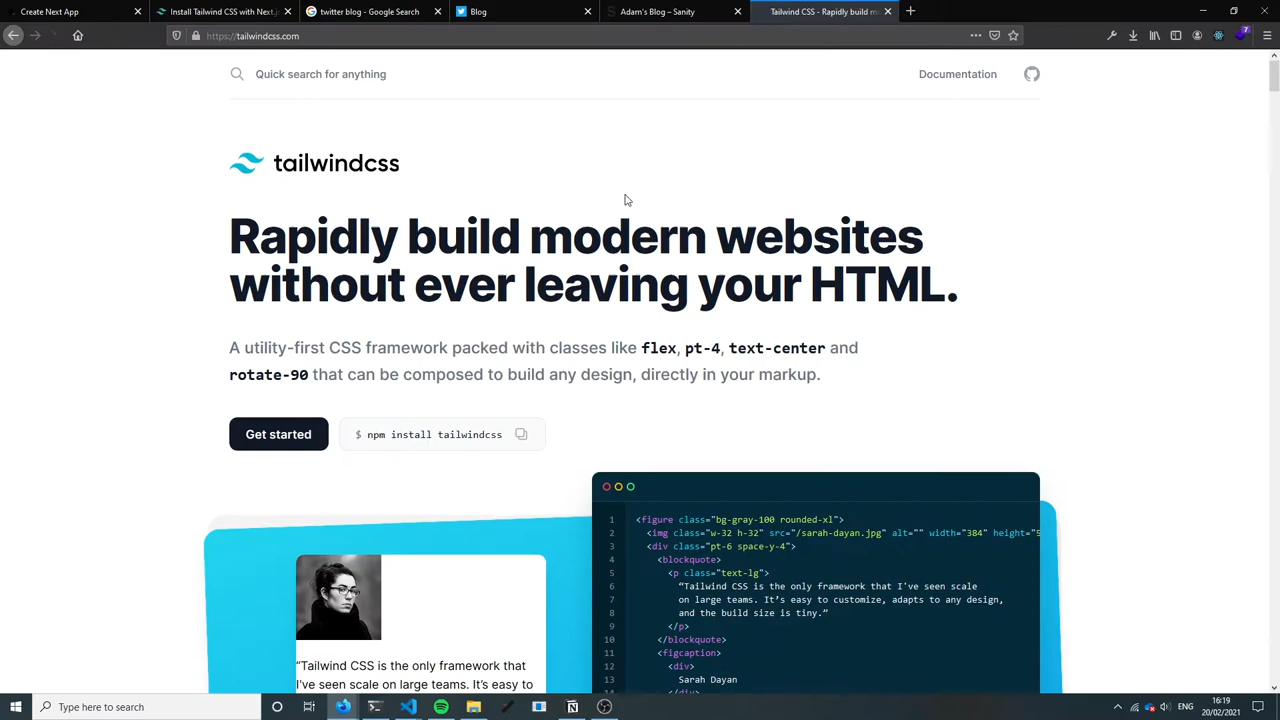 Create Next App
Install Tailwind CSS with Next.j
twitter blog - Google Search
Blog
Adam's Blog – Sanity
Tailwind CSS - Rapidly build m
https://tailwindcss.com
7
Quick search for anything
Documentation
tailwindcss
Rapidly build modern websites
without ever leaving your HTML.
A utility-first CSS framework packed with classes like flex, pt-4, text-center and
rotate-90 that can be composed to build any design, directly in your markup.
Get started
$ npm install tailwindcss
1 <figure class="bg-gray-100 rounded-xl">
2 <img class="w-32 h-32" src="/sarah-dayan.jpg" alt="" width="384" height="5
3 <div class="pt-6 space-y-4">
4 <blockquote>
5 <p class="text-lg">
6 “Tailwind CSS is the only framework that I've seen scale
7 on large teams. It’s easy to customize, adapts to any design,
8 and the build size is tiny.”
9 </p>
10 </blockquote>
11 <figcaption>
12 <div>
13 Sarah Dayan
14 </div>
“Tailwind CSS is the only framework that
I've seen scale on large teams. It’s easy to
Type here to search
ENG
16:19
20/02/2021